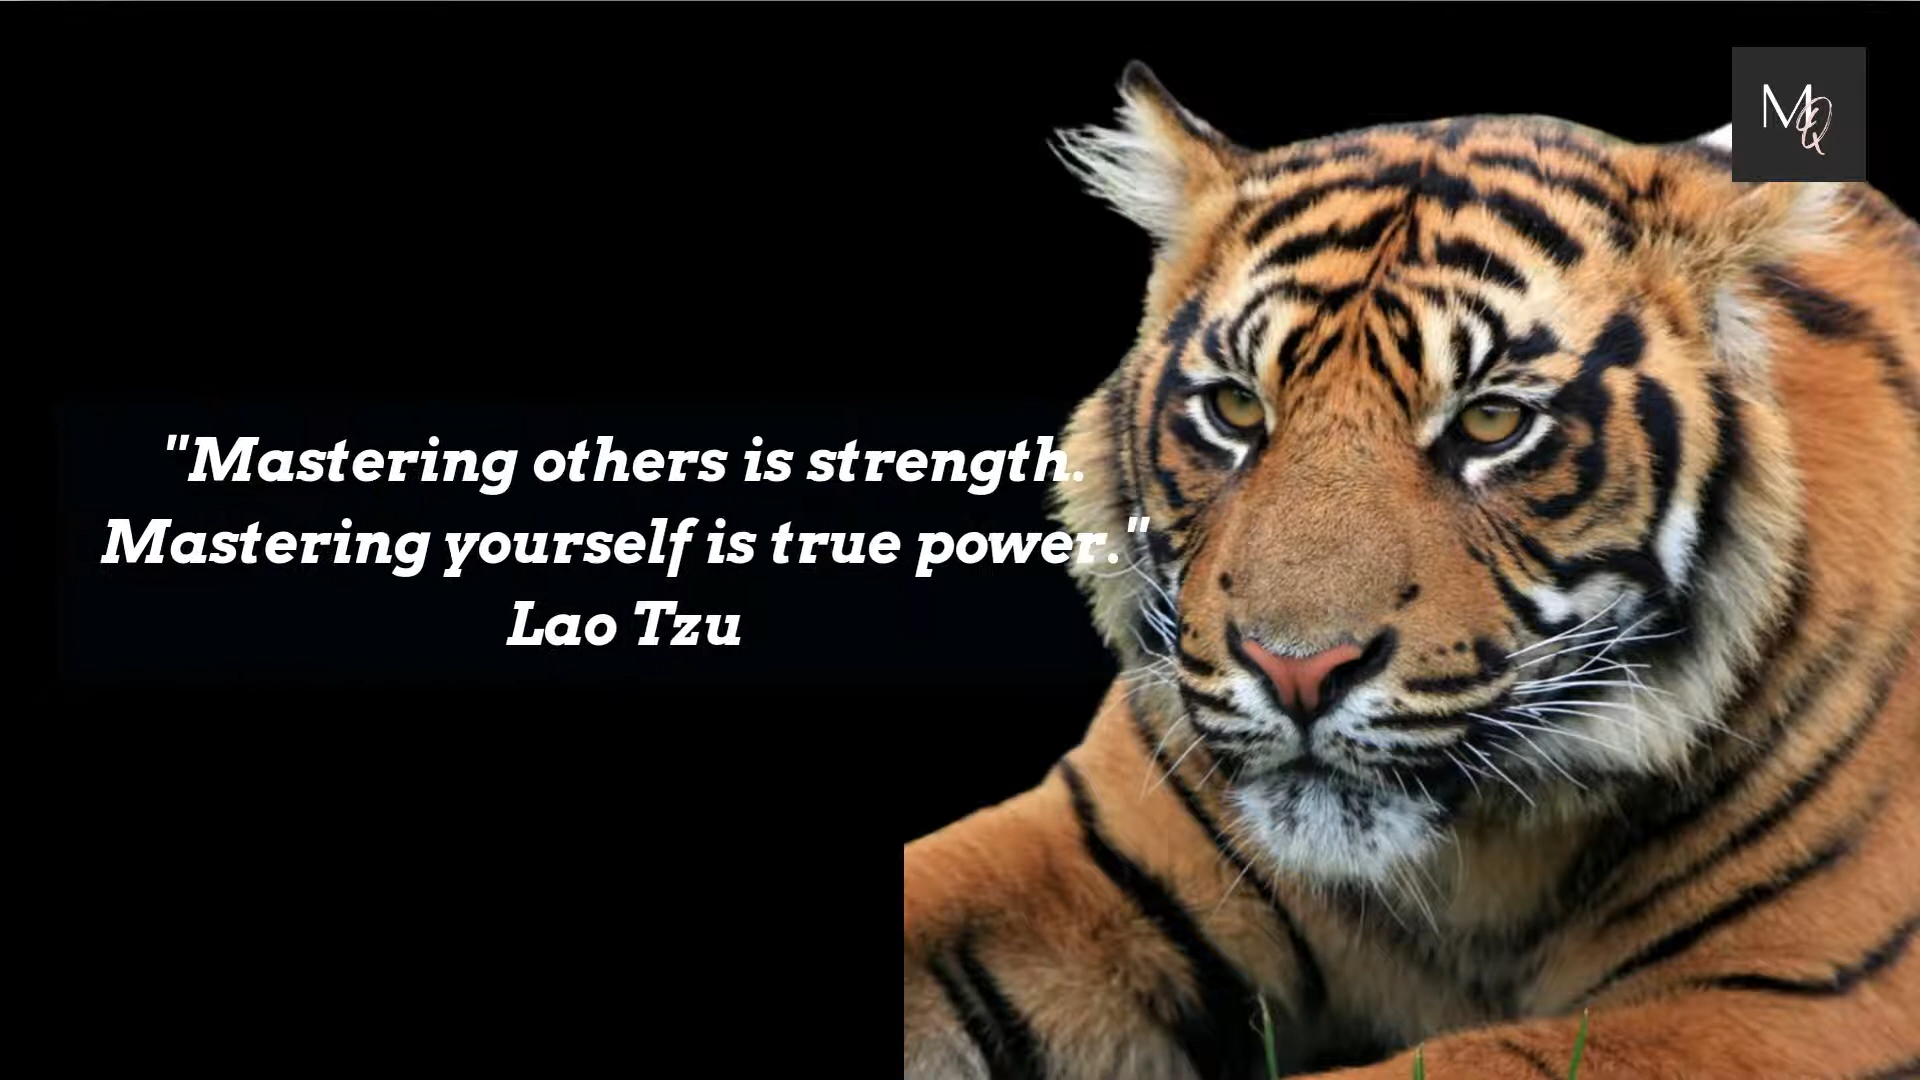 MQ
"Mastering others is strength.
Mastering yourself is true power."
Lao Tzu